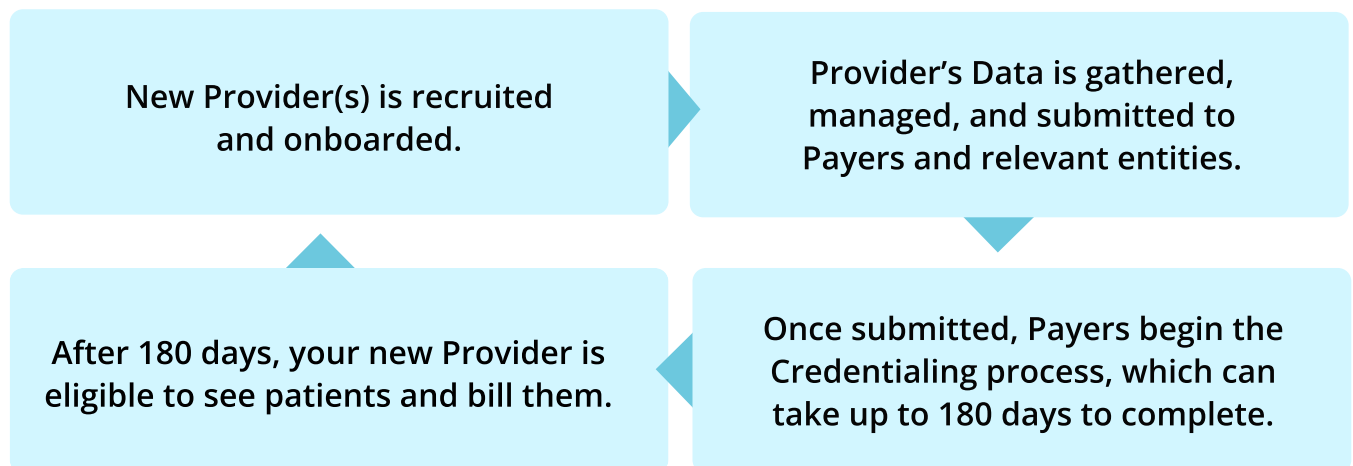 New Provider(s) is recruited
and onboarded.
Provider’s Data is gathered,
managed, and submitted to
Payers and relevant entities.
Once submitted, Payers begin the
Credentialing process, which can
take up to 180 days to complete.
After 180 days, your new Provider is
eligible to see patients and bill them.